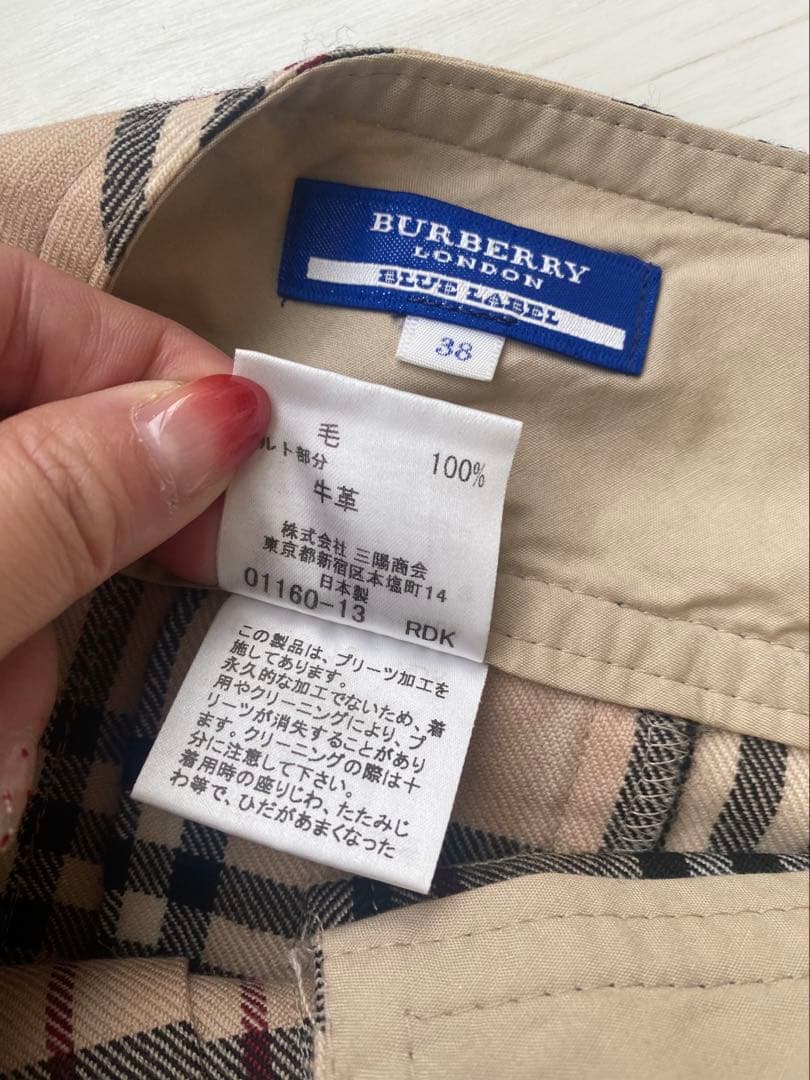 BURBERRY
LONDON
BLUE LABEL
38
毛 100%
ルト部分
牛革
株式会社 三陽商会
東京都新宿区本塩町14
日本製
01160-13 RDK
この製品は、プリーツ加工を
施してあります。
永久的な加工でないため、着
用やクリーニングにより、プ
リーツが消失することがあり
ます。クリーニングの際は十
分に注意して下さい。
着用時の座りじわ、たたみじ
わ等で、ひだがあまくなった